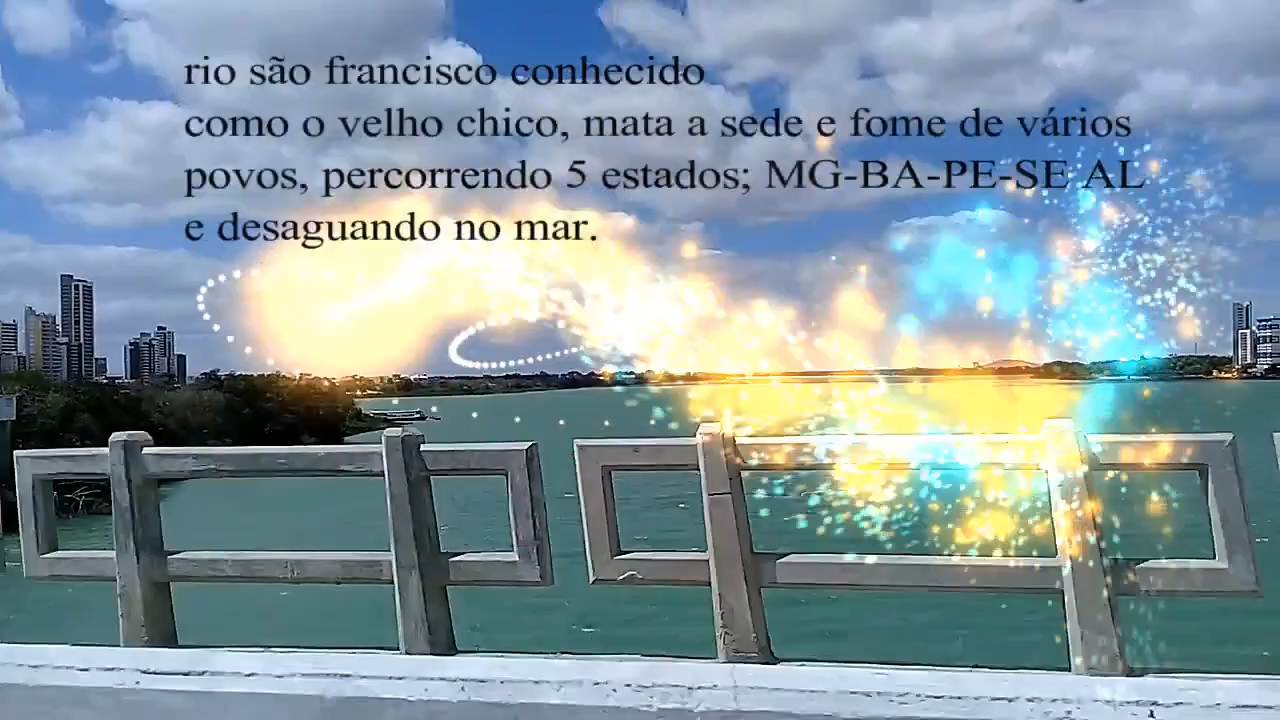 rio são francisco conhecido
como o velho chico, mata a sede e fome de vários
povos, percorrendo 5 estados; MG-BA-PE-SE AL
e desaguando no mar.